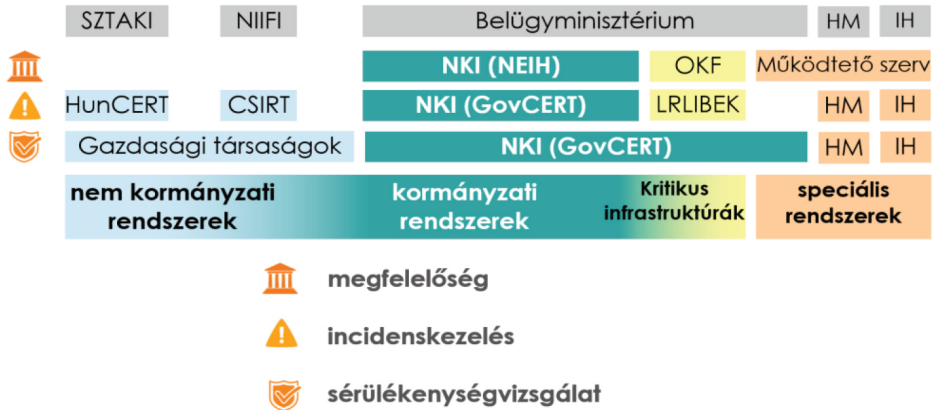 SZTAKI NIIFI Belügyminisztérium HM IH
NKI (NEIH) OKF Működtető szerv
HunCERT CSIRT NKI (GovCERT) LRLIBEK HM IH
Gazdasági társaságok NKI (GovCERT) HM IH
nem kormányzati rendszerek
kormányzati rendszerek
Kritikus infrastruktúrák
speciális rendszerek
megfelelőség
incidenskezelés
sérülékenységvizsgálat